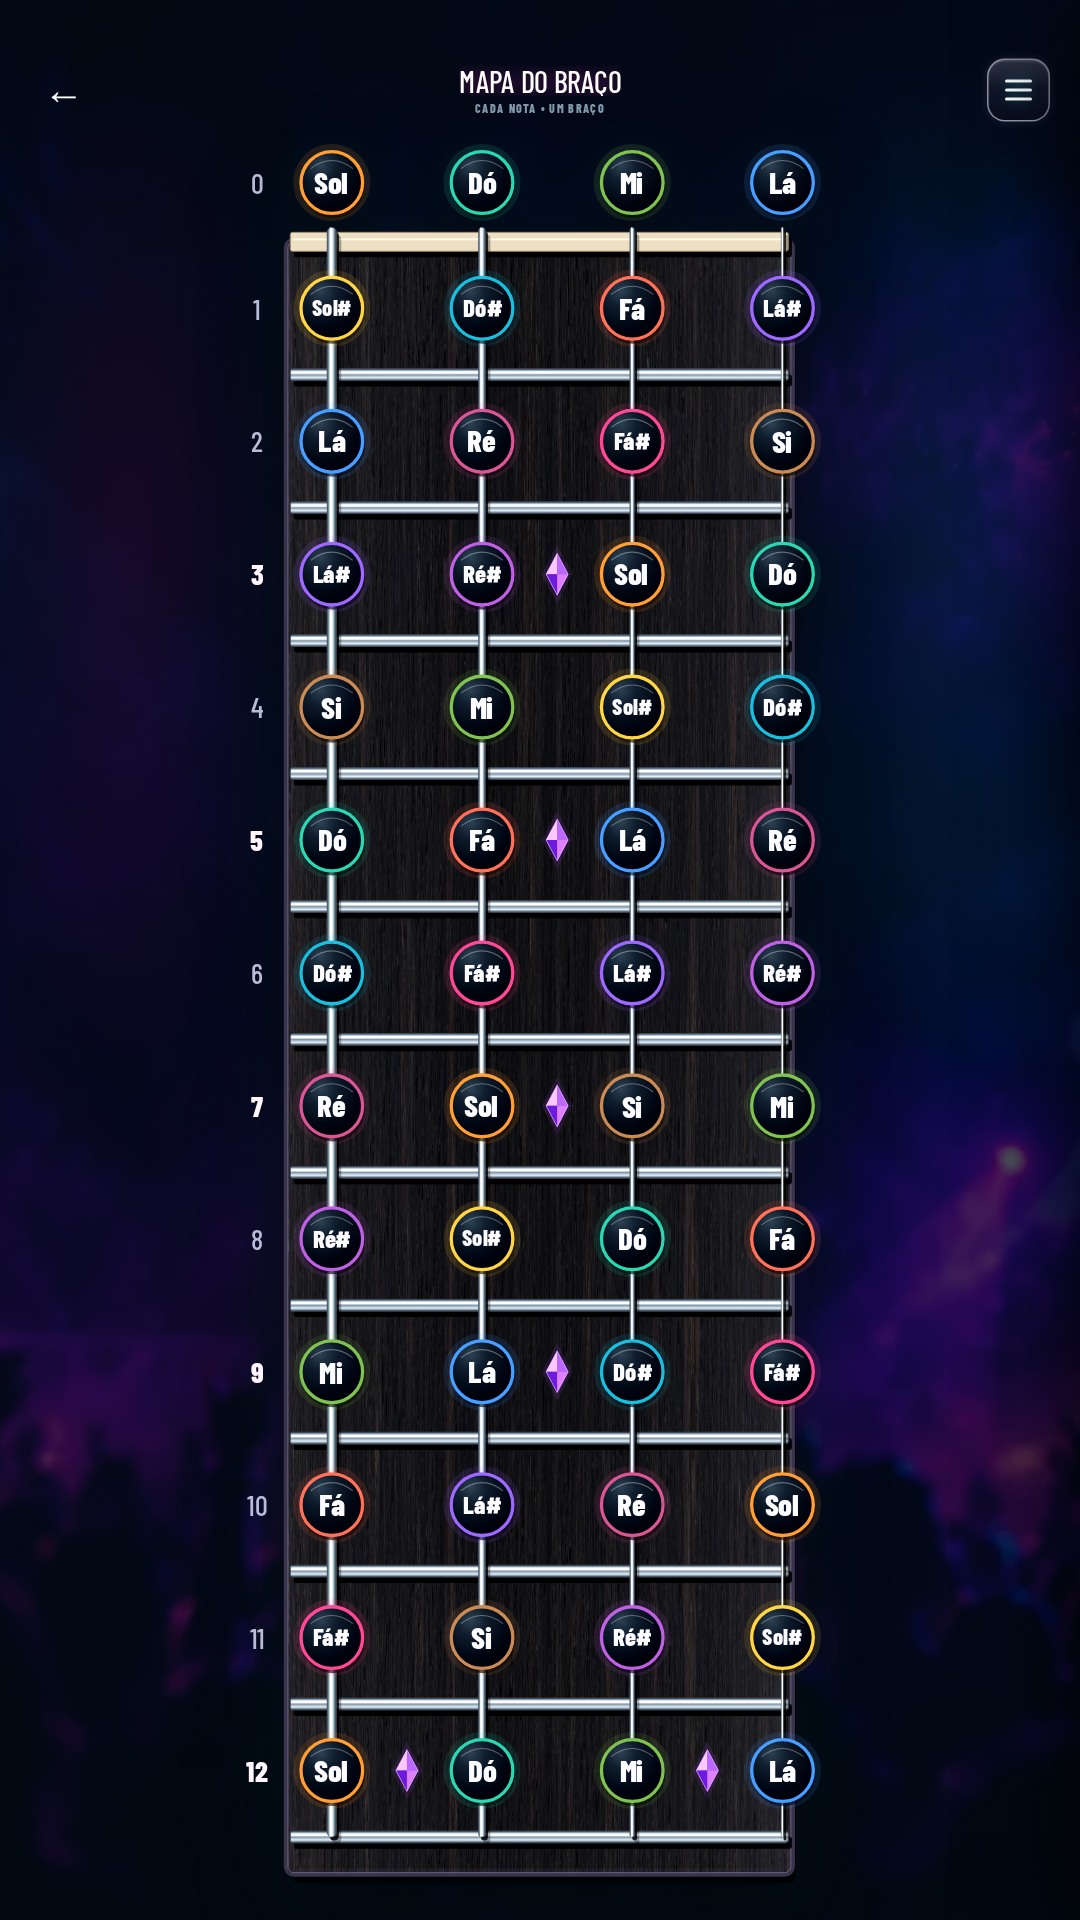 ←
MAPA DO BRAÇO
CADA NOTA • UM BRAÇO
0 Sol Dó Mi Lá
1 Sol# Dó# Fá Lá#
2 Lá Ré Fá# Si
3 Lá# Ré# Sol Dó
4 Si Mi Sol# Dó#
5 Dó Fá Lá Ré
6 Dó# Fá# Lá# Ré#
7 Ré Sol Si Mi
8 Ré# Sol# Dó Fá
9 Mi Lá Dó# Fá#
10 Fá Lá# Ré Sol
11 Fá# Si Ré# Sol#
12 Sol Dó Mi Lá